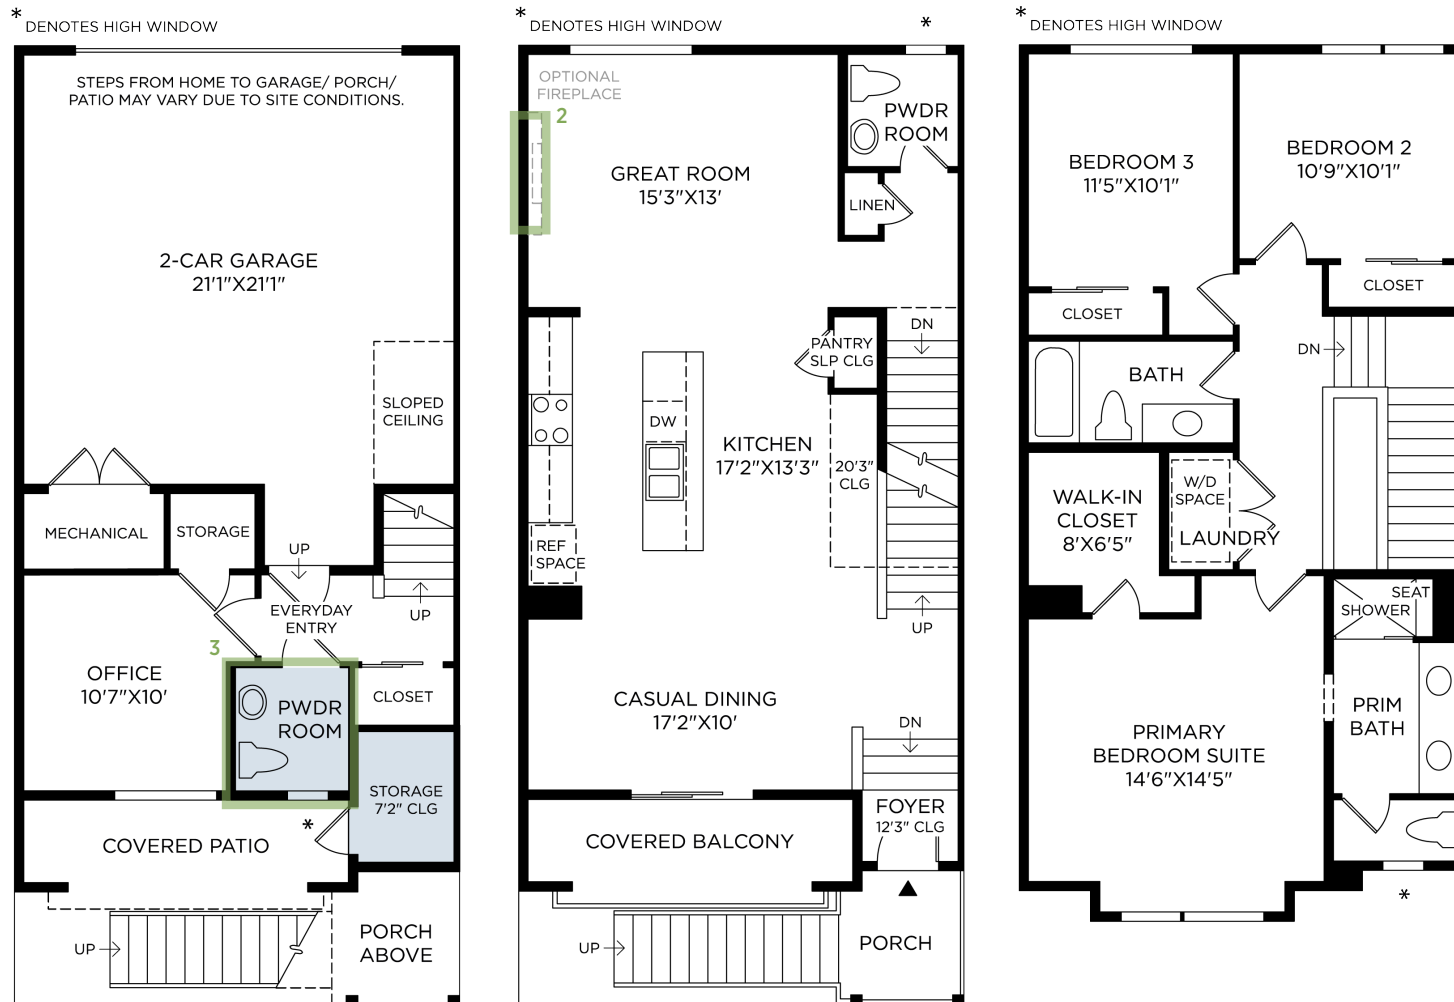 * DENOTES HIGH WINDOW
STEPS FROM HOME TO GARAGE/ PORCH/
PATIO MAY VARY DUE TO SITE CONDITIONS.
2-CAR GARAGE
21'1"X21'1"
SLOPED
CEILING
MECHANICAL
STORAGE
UP
EVERYDAY
ENTRY
UP
3
OFFICE
10'7"X10'
PWDR
ROOM
CLOSET
STORAGE
7'2" CLG
*
COVERED PATIO
UP
PORCH
ABOVE
* DENOTES HIGH WINDOW
*
OPTIONAL
FIREPLACE
2
PWDR
ROOM
GREAT ROOM
15'3"X13'
LINEN
DN
PANTRY
SLP CLG
DW
KITCHEN
17'2"X13'3"
20'3"
CLG
REF
SPACE
UP
CASUAL DINING
17'2"X10'
DN
FOYER
12'3" CLG
COVERED BALCONY
UP
PORCH
* DENOTES HIGH WINDOW
BEDROOM 3
11'5"X10'1"
BEDROOM 2
10'9"X10'1"
CLOSET
CLOSET
DN
BATH
W/D
SPACE
LAUNDRY
WALK-IN
CLOSET
8'X6'5"
SEAT
SHOWER
PRIM
BATH
PRIMARY
BEDROOM SUITE
14'6"X14'5"
*